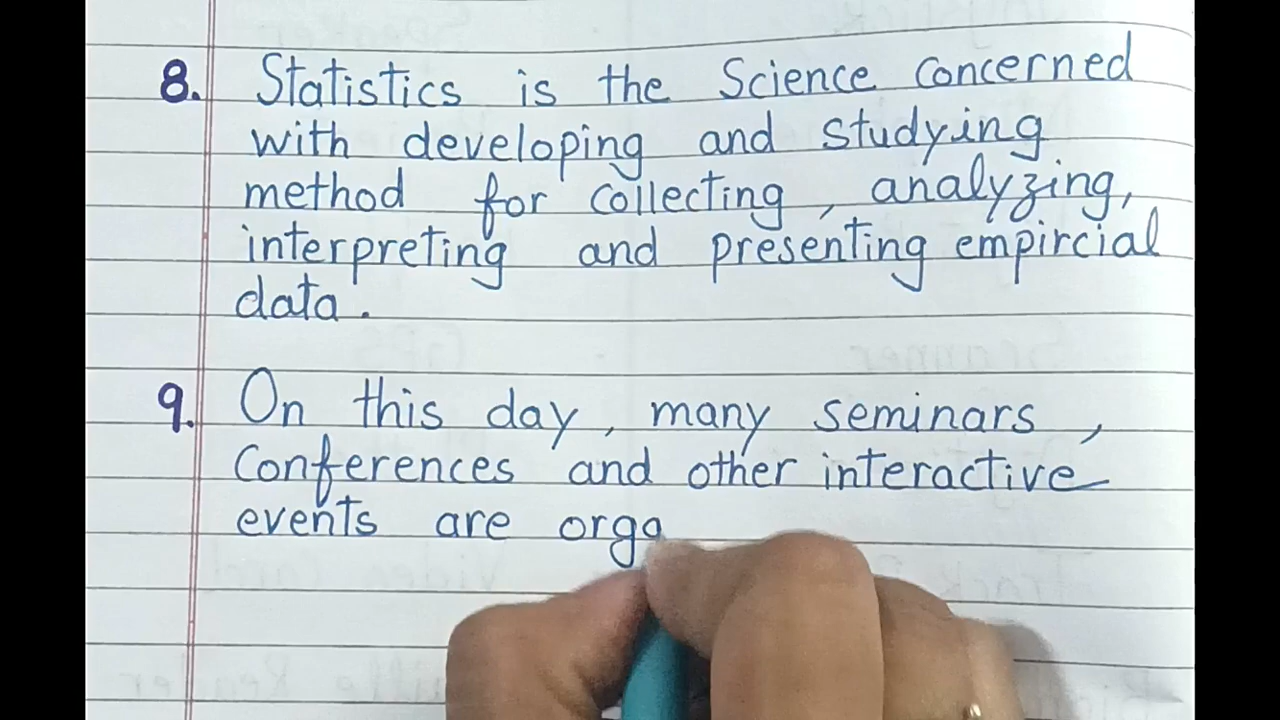 8. Statistics is the Science concerned
with developing and studying
method for collecting, analyzing,
interpreting and presenting empircial
data.
9. On this day, many seminars,
Conferences and other interactive
events are orga